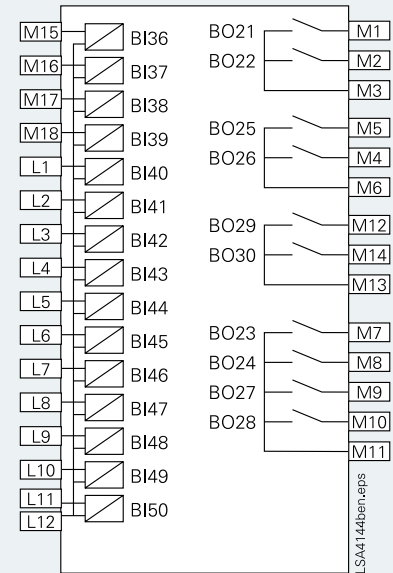 M15 BI36
M16 BI37
M17 BI38
M18 BI39
L1 BI40
L2 BI41
L3 BI42
L4 BI43
L5 BI44
L6 BI45
L7 BI46
L8 BI47
L9 BI48
L10 BI49
L11 BI50
L12
BO21 M1
BO22 M2
M3
BO25 M5
BO26 M4
M6
BO29 M12
BO30 M14
M13
BO23 M7
BO24 M8
BO27 M9
BO28 M10
M11
LSA4144ben.eps